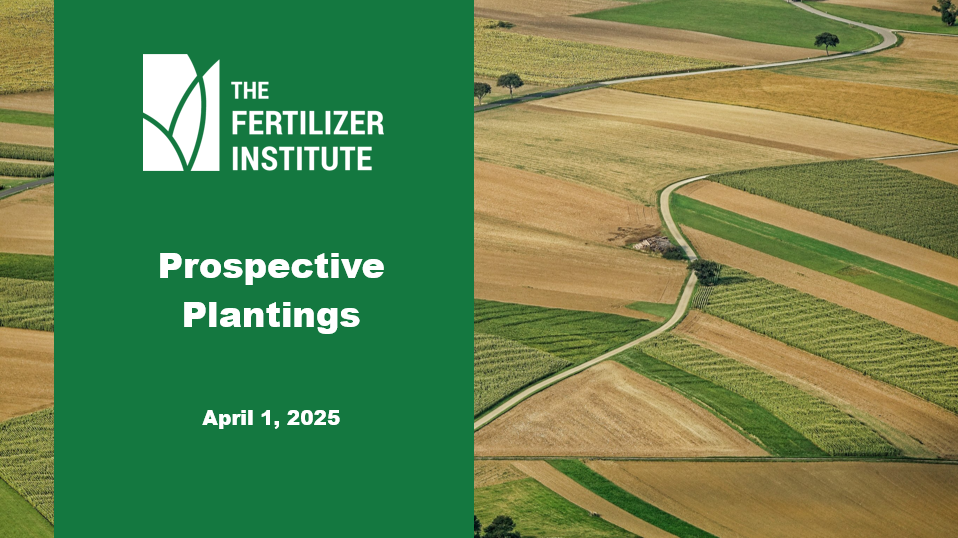 THE
FERTILIZER
INSTITUTE
Prospective
Plantings
April 1, 2025